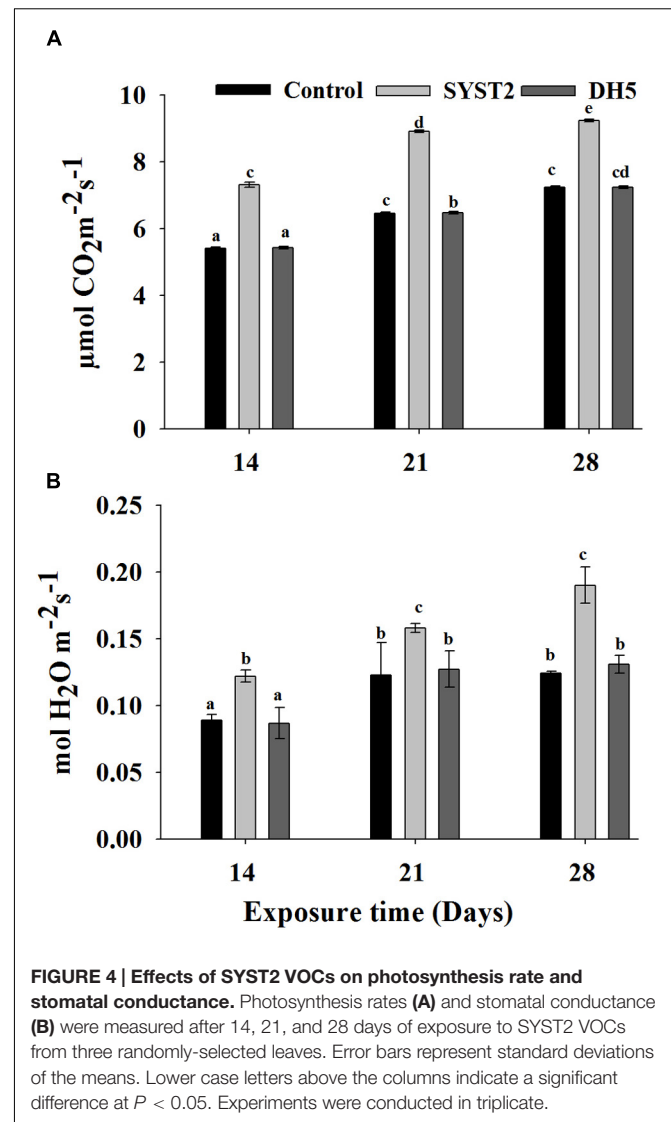 A
Control SYST2 DH5
µmol CO2m-2s-1
10
8
6
4
2
0
a c a
c d b
c e cd
14 21 28
B
mol H2O m-2s-1
0.25
0.20
0.15
0.10
0.05
0.00
a b a
b c b
b c b
14 21 28
Exposure time (Days)
FIGURE 4 | Effects of SYST2 VOCs on photosynthesis rate and
stomatal conductance. Photosynthesis rates (A) and stomatal conductance
(B) were measured after 14, 21, and 28 days of exposure to SYST2 VOCs
from three randomly-selected leaves. Error bars represent standard deviations
of the means. Lower case letters above the columns indicate a significant
difference at P < 0.05. Experiments were conducted in triplicate.